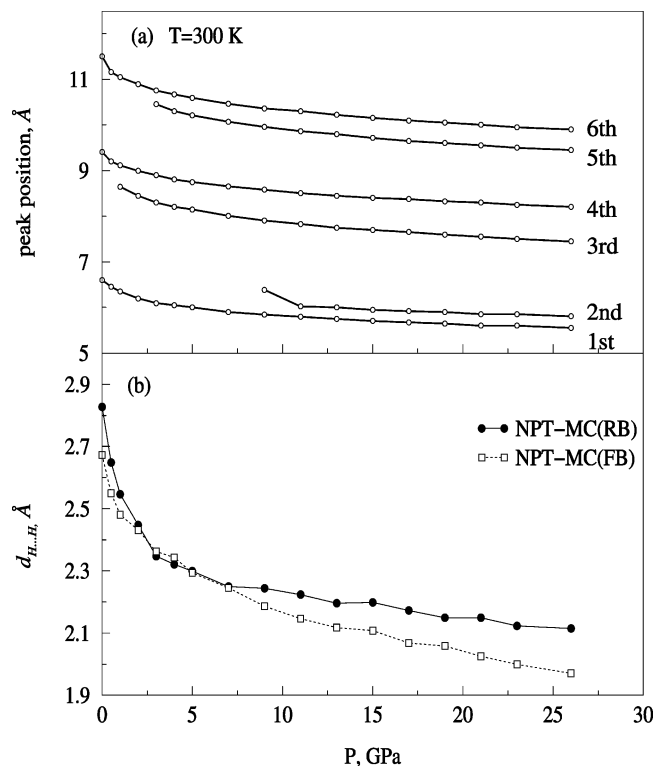 (a) T=300 K
11
9
7
5
peak position, Å
6th
5th
4th
3rd
2nd
1st
(b)
2.9
2.7
2.5
2.3
2.1
1.9
d_{H...H}, Å
NPT−MC(RB)
NPT−MC(FB)
0 5 10 15 20 25 30
P, GPa